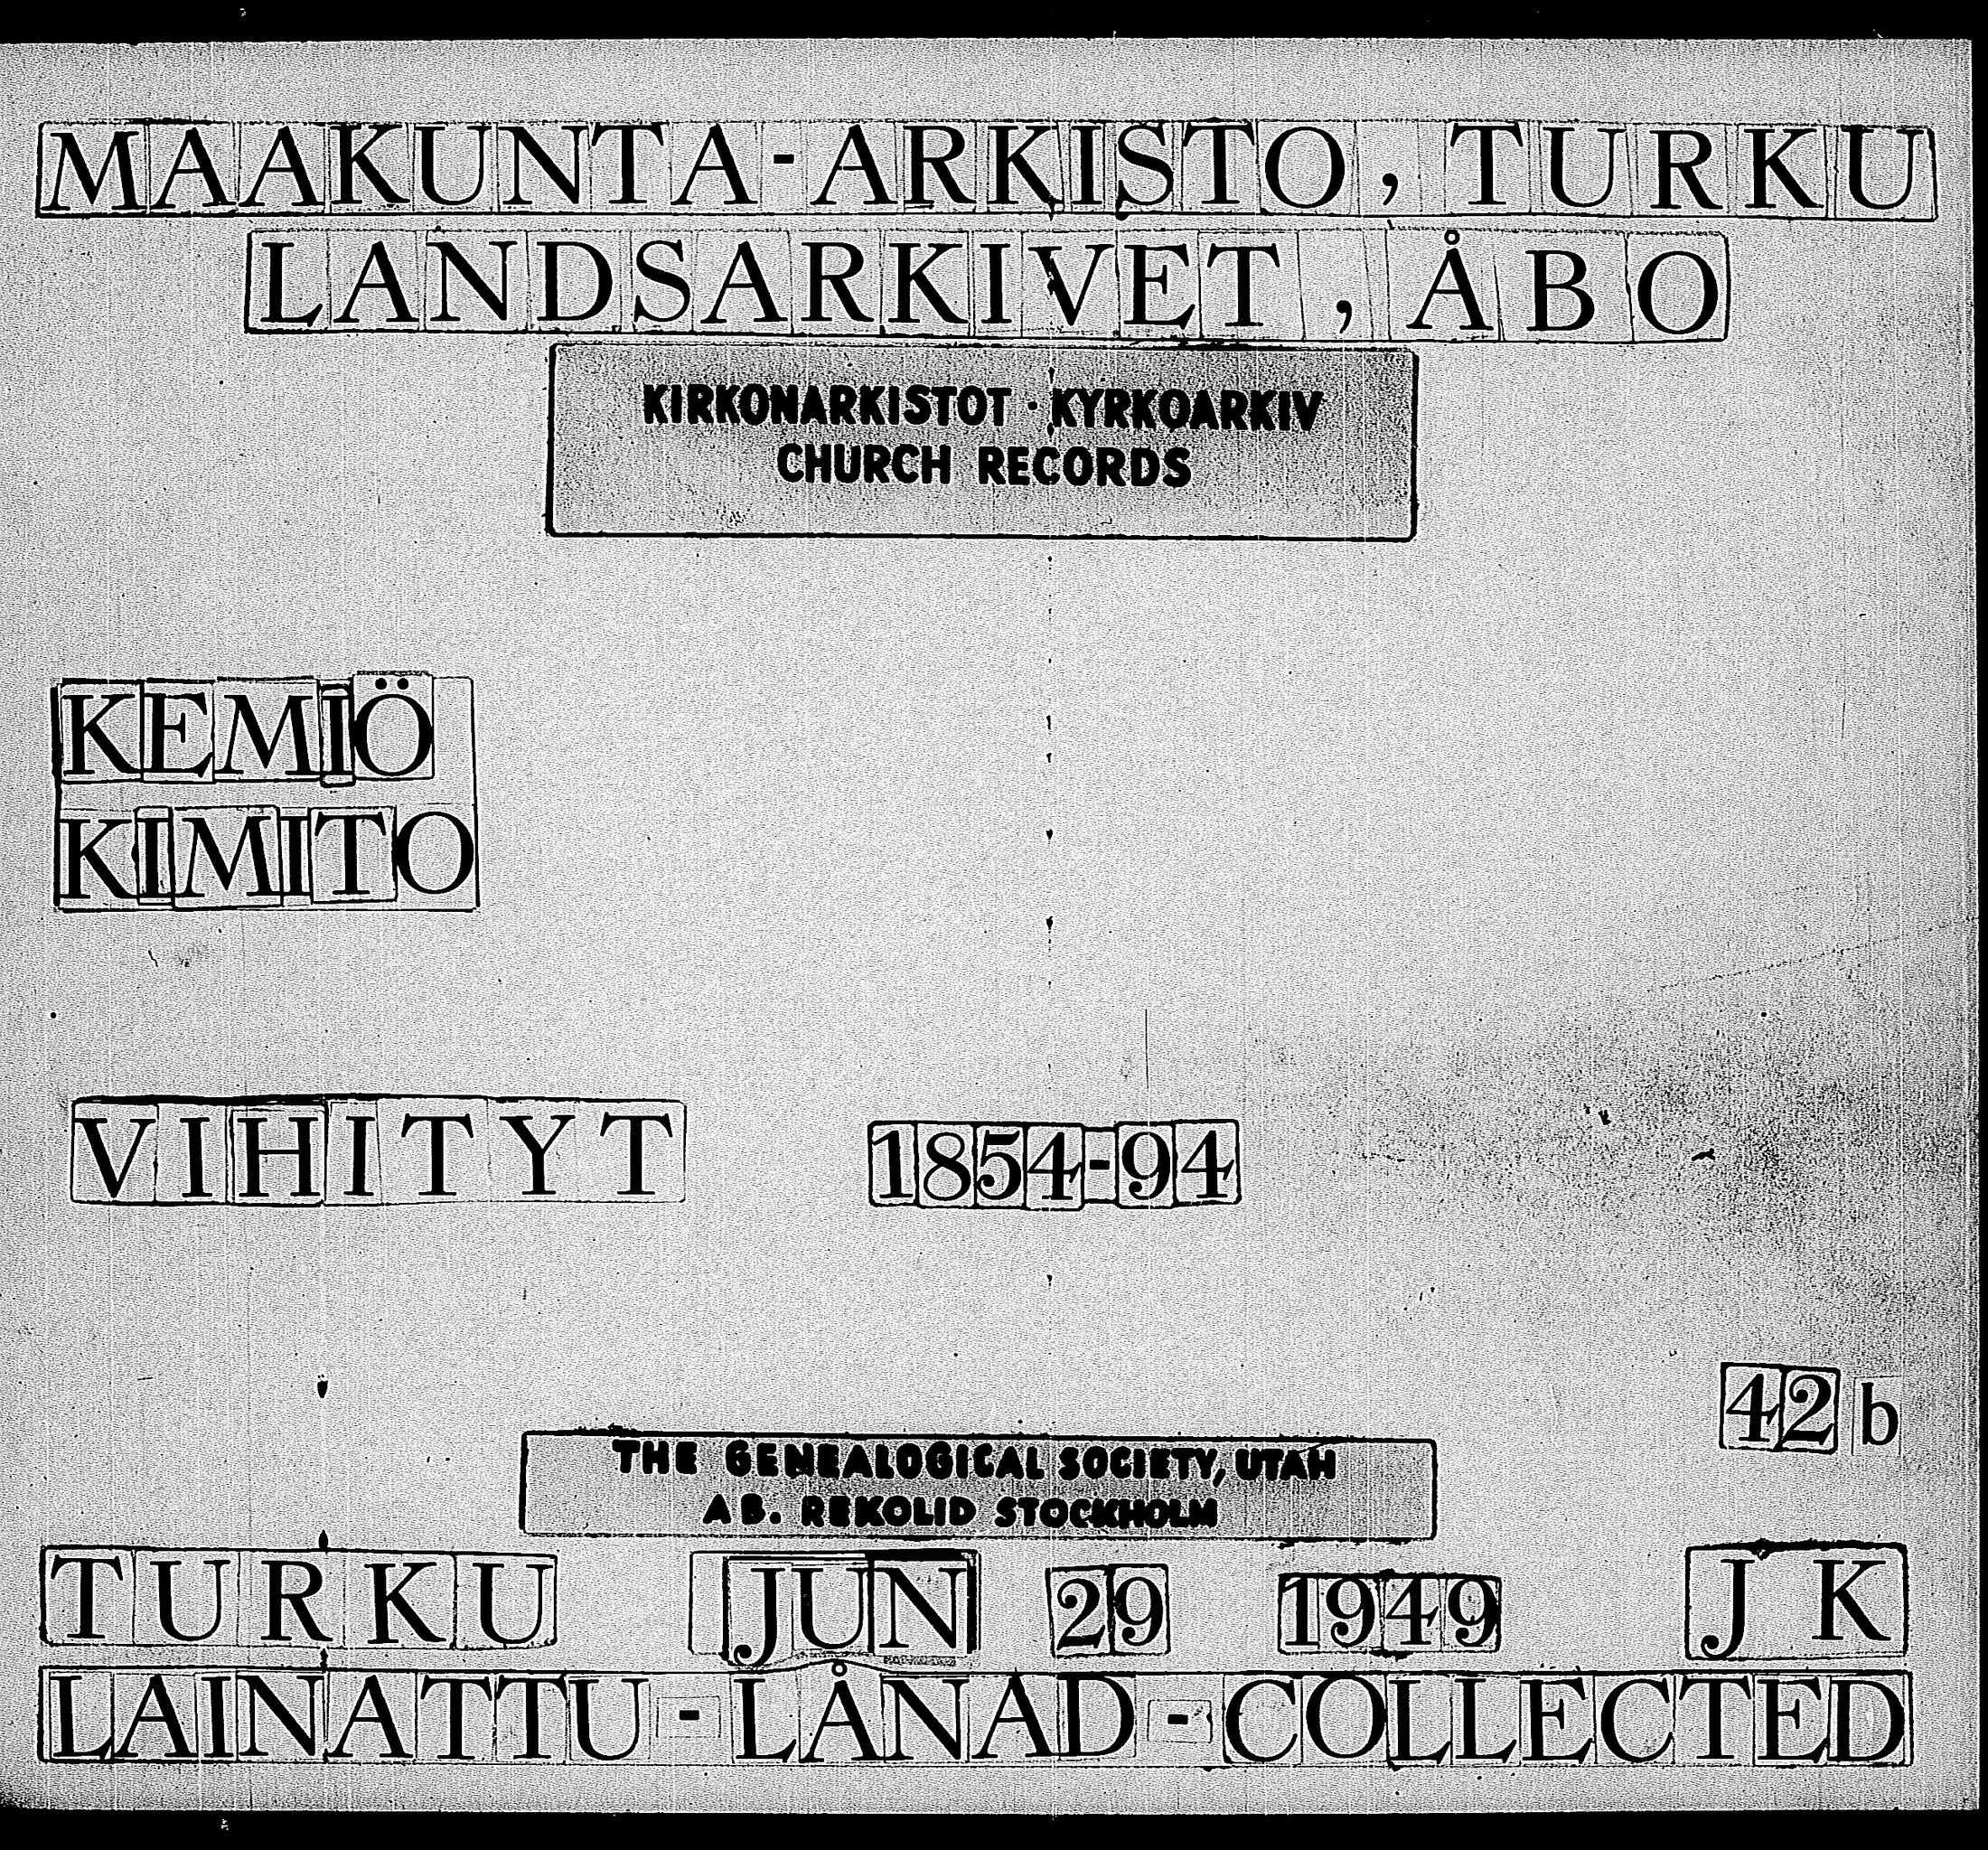 MAAKUNTA-ARKISTO, TURKU
LANDSARKIVET, ÅBO
KIRKONARKISTOT · KYRKOARKIV
CHURCH RECORDS
KEMIÖ
KIMITO
VIHITYT 1854-94
42 b
THE GENEALOGICAL SOCIETY, UTAH
AB. REKOLID STOCKHOLM
TURKU JUN 29 1949 J K
LAINATTU - LÅNAD - COLLECTED